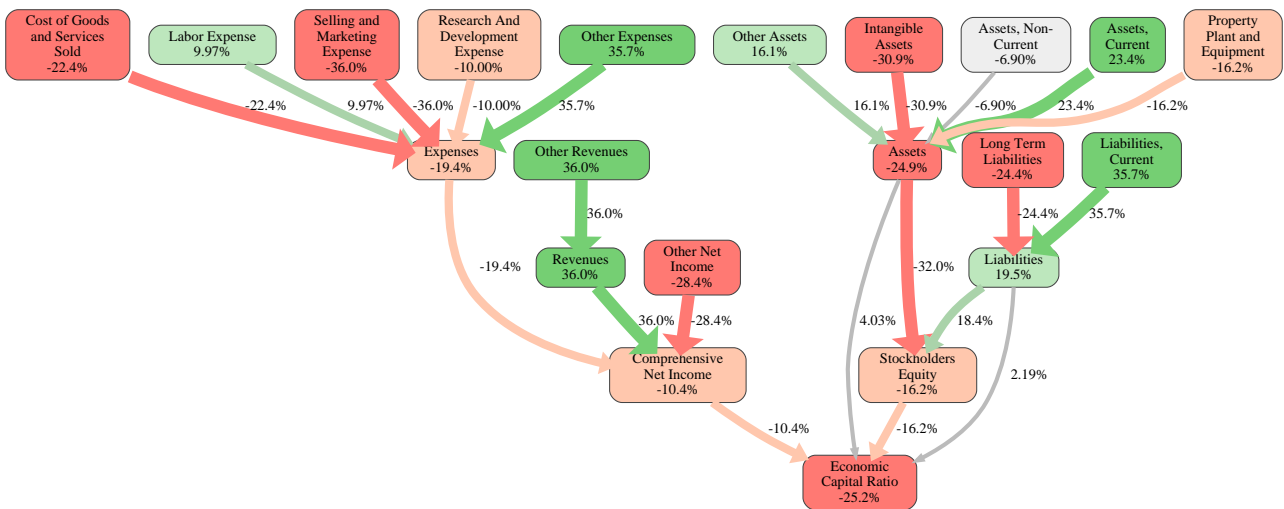 Cost of Goods
and Services
Sold
-22.4%
Labor Expense
9.97%
Selling and
Marketing
Expense
-36.0%
Research And
Development
Expense
-10.00%
Other Expenses
35.7%
Other Assets
16.1%
Intangible
Assets
-30.9%
Assets, Non-
Current
-6.90%
Assets,
Current
23.4%
Property
Plant and
Equipment
-16.2%
-22.4%
9.97%
-36.0%
-10.00%
35.7%
16.1%
-30.9%
-6.90%
23.4%
-16.2%
Expenses
-19.4%
Other Revenues
36.0%
Assets
-24.9%
Long Term
Liabilities
-24.4%
Liabilities,
Current
35.7%
36.0%
-24.4%
35.7%
Revenues
36.0%
Other Net
Income
-28.4%
Liabilities
19.5%
-19.4%
-32.0%
36.0%
-28.4%
4.03%
18.4%
Comprehensive
Net Income
-10.4%
Stockholders
Equity
-16.2%
2.19%
-10.4%
-16.2%
Economic
Capital Ratio
-25.2%